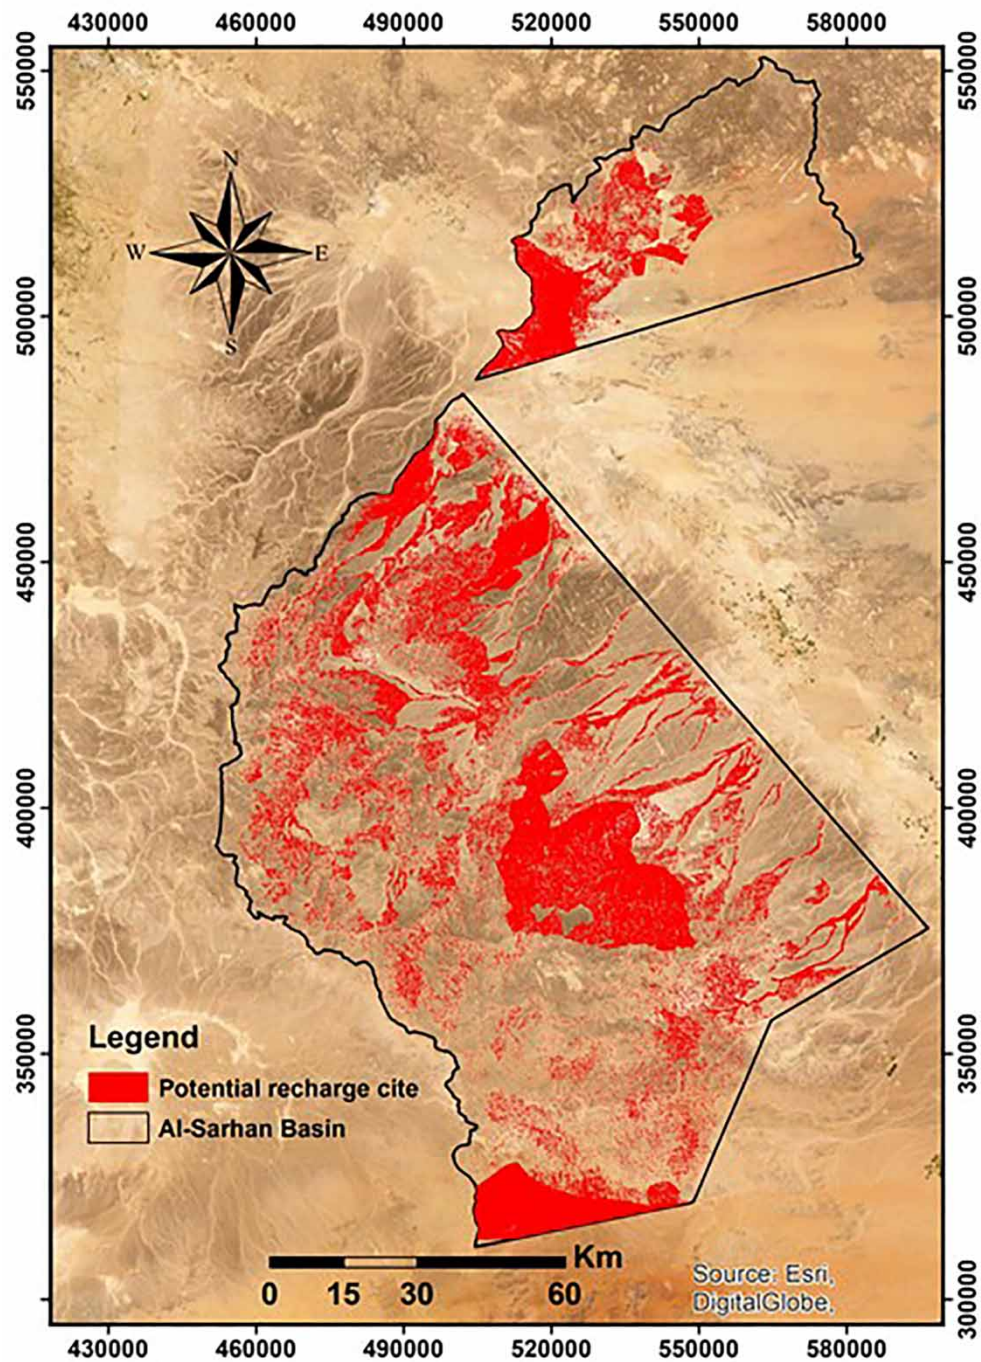 430000 460000 490000 520000 550000 580000
550000 550000
N
W E
S
500000 500000
450000 450000
400000 400000
350000 350000
Legend
Potential recharge cite
Al-Sarhan Basin
Km
0 15 30 60
Source: Esri,
DigitalGlobe,
300000
430000 460000 490000 520000 550000 580000